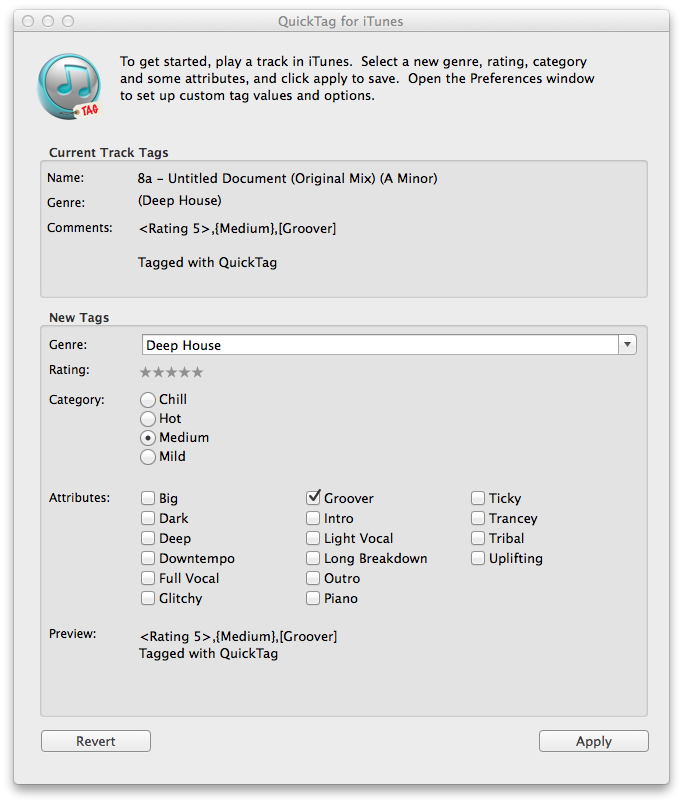 QuickTag for iTunes
To get started, play a track in iTunes.  Select a new genre, rating, category
and some attributes, and click apply to save.  Open the Preferences window
to set up custom tag values and options.
TAG
Current Track Tags
Name: 8a – Untitled Document (Original Mix) (A Minor)
Genre: (Deep House)
Comments: <Rating 5>,{Medium},[Groover]
Tagged with QuickTag
New Tags
Genre: Deep House
Rating: ★★★★★
Category: Chill
Hot
Medium
Mild
Attributes: Big Groover Ticky
Dark Intro Trancey
Deep Light Vocal Tribal
Downtempo Long Breakdown Uplifting
Full Vocal Outro
Glitchy Piano
Preview: <Rating 5>,{Medium},[Groover]
Tagged with QuickTag
Revert Apply